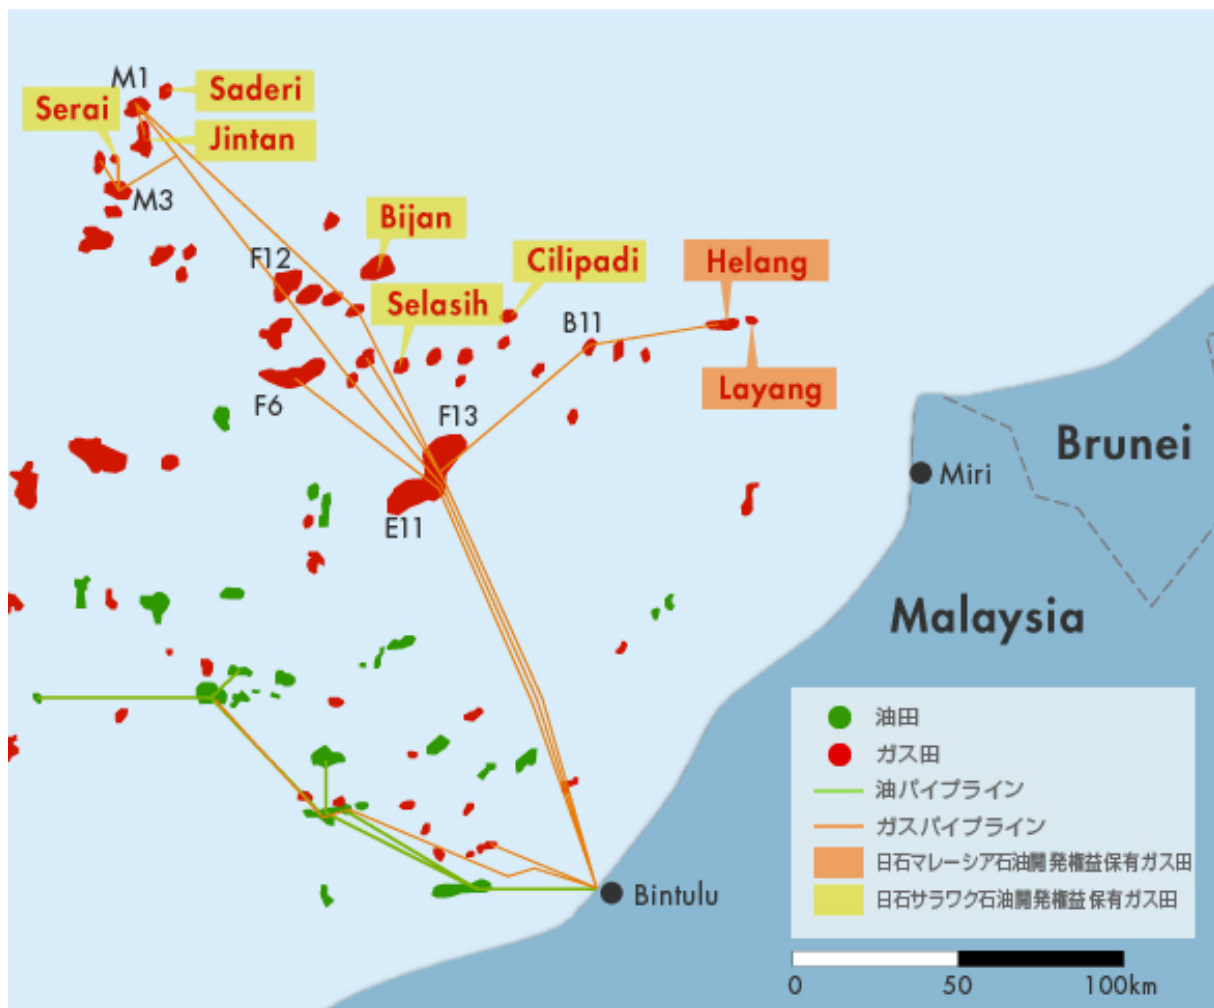 M1
Saderi
Serai
Jintan
M3
Bijan
F12
Cilipadi
Helang
Selasih
B11
Layang
F6
F13
Brunei
Miri
E11
Malaysia
油田
ガス田
油パイプライン
ガスパイプライン
日石マレーシア石油開発権益保有ガス田
日石サラワク石油開発権益保有ガス田
Bintulu
0 50 100km